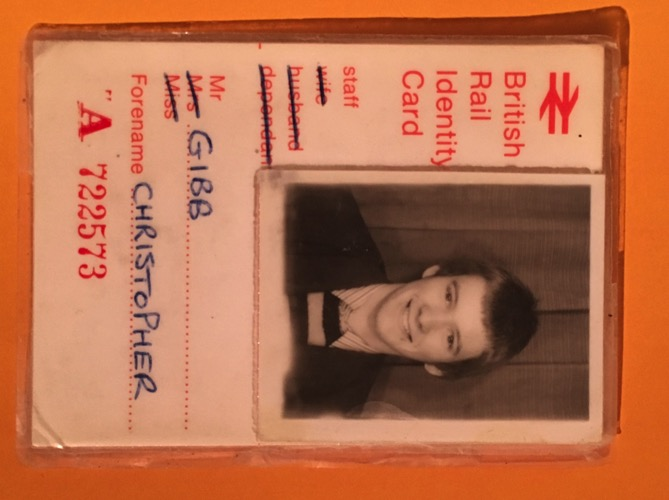 British
Rail
Identity
Card
staff
wife
husband
dependant
Mr
Mrs GIBB
Miss
Forename CHRISTOPHER
" A 722573